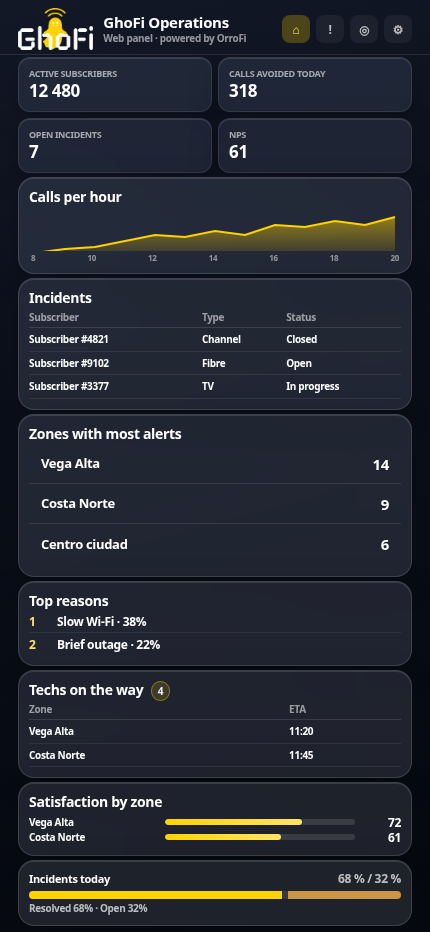 GhoFi
GhoFi Operations
Web panel · powered by OrroFi
ACTIVE SUBSCRIBERS
12 480
CALLS AVOIDED TODAY
318
OPEN INCIDENTS
7
NPS
61
Calls per hour
8 10 12 14 16 18 20
Incidents
Subscriber Type Status
Subscriber #4821 Channel Closed
Subscriber #9102 Fibre Open
Subscriber #3377 TV In progress
Zones with most alerts
Vega Alta 14
Costa Norte 9
Centro ciudad 6
Top reasons
1 Slow Wi-Fi · 38%
2 Brief outage · 22%
Techs on the way 4
Zone ETA
Vega Alta 11:20
Costa Norte 11:45
Satisfaction by zone
Vega Alta 72
Costa Norte 61
Incidents today 68 % / 32 %
Resolved 68% · Open 32%